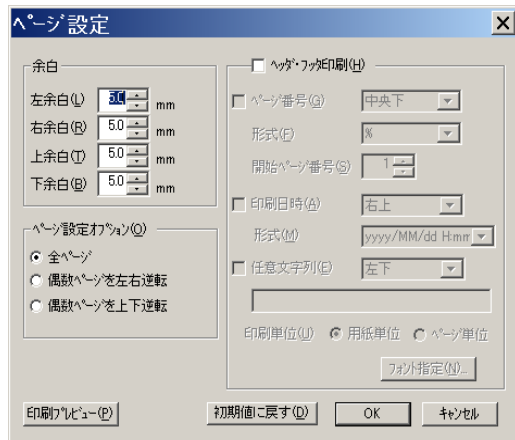 ページ設定
余白
左余白(L) 5.0 mm
右余白(R) 5.0 mm
上余白(T) 5.0 mm
下余白(B) 5.0 mm
ページ設定オプション(O)
全ページ
偶数ページを左右逆転
偶数ページを上下逆転
ヘッダ・フッタ印刷(H)
ページ番号(G) 中央下
形式(F) %
開始ページ番号(S) 1
印刷日時(A) 右上
形式(M) yyyy/MM/dd H:mm
任意文字列(E) 左下
印刷単位(U) 用紙単位 ページ単位
フォント指定(N)...
印刷プレビュー(P) 初期値に戻す(D) OK キャンセル